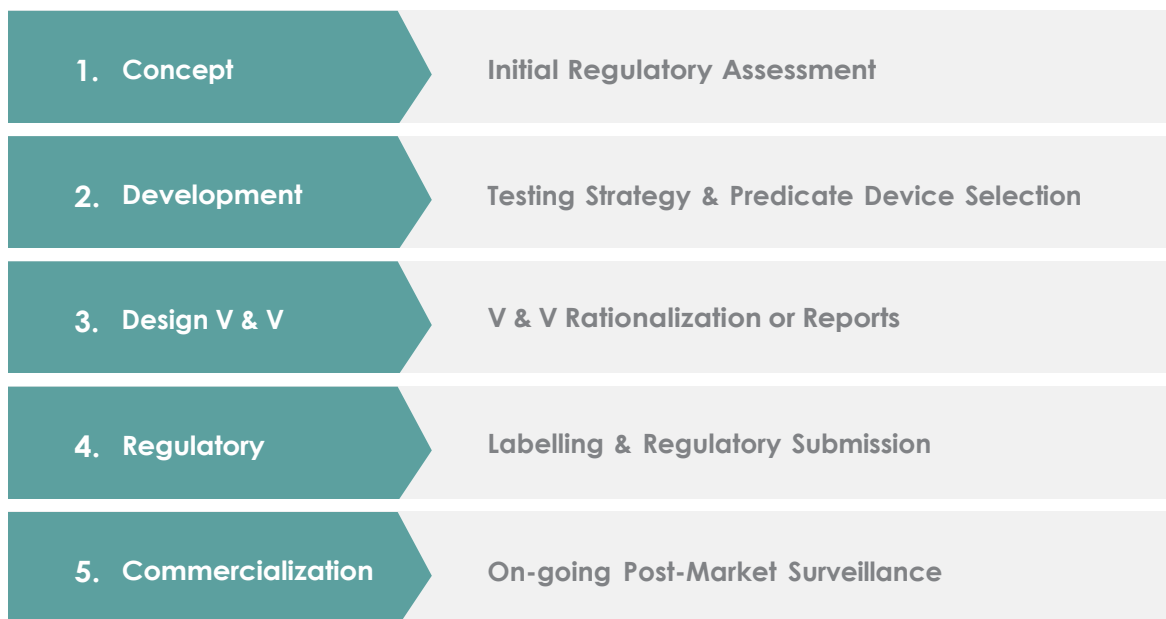 1. Concept Initial Regulatory Assessment
2. Development Testing Strategy & Predicate Device Selection
3. Design V & V V & V Rationalization or Reports
4. Regulatory Labelling & Regulatory Submission
5. Commercialization On-going Post-Market Surveillance